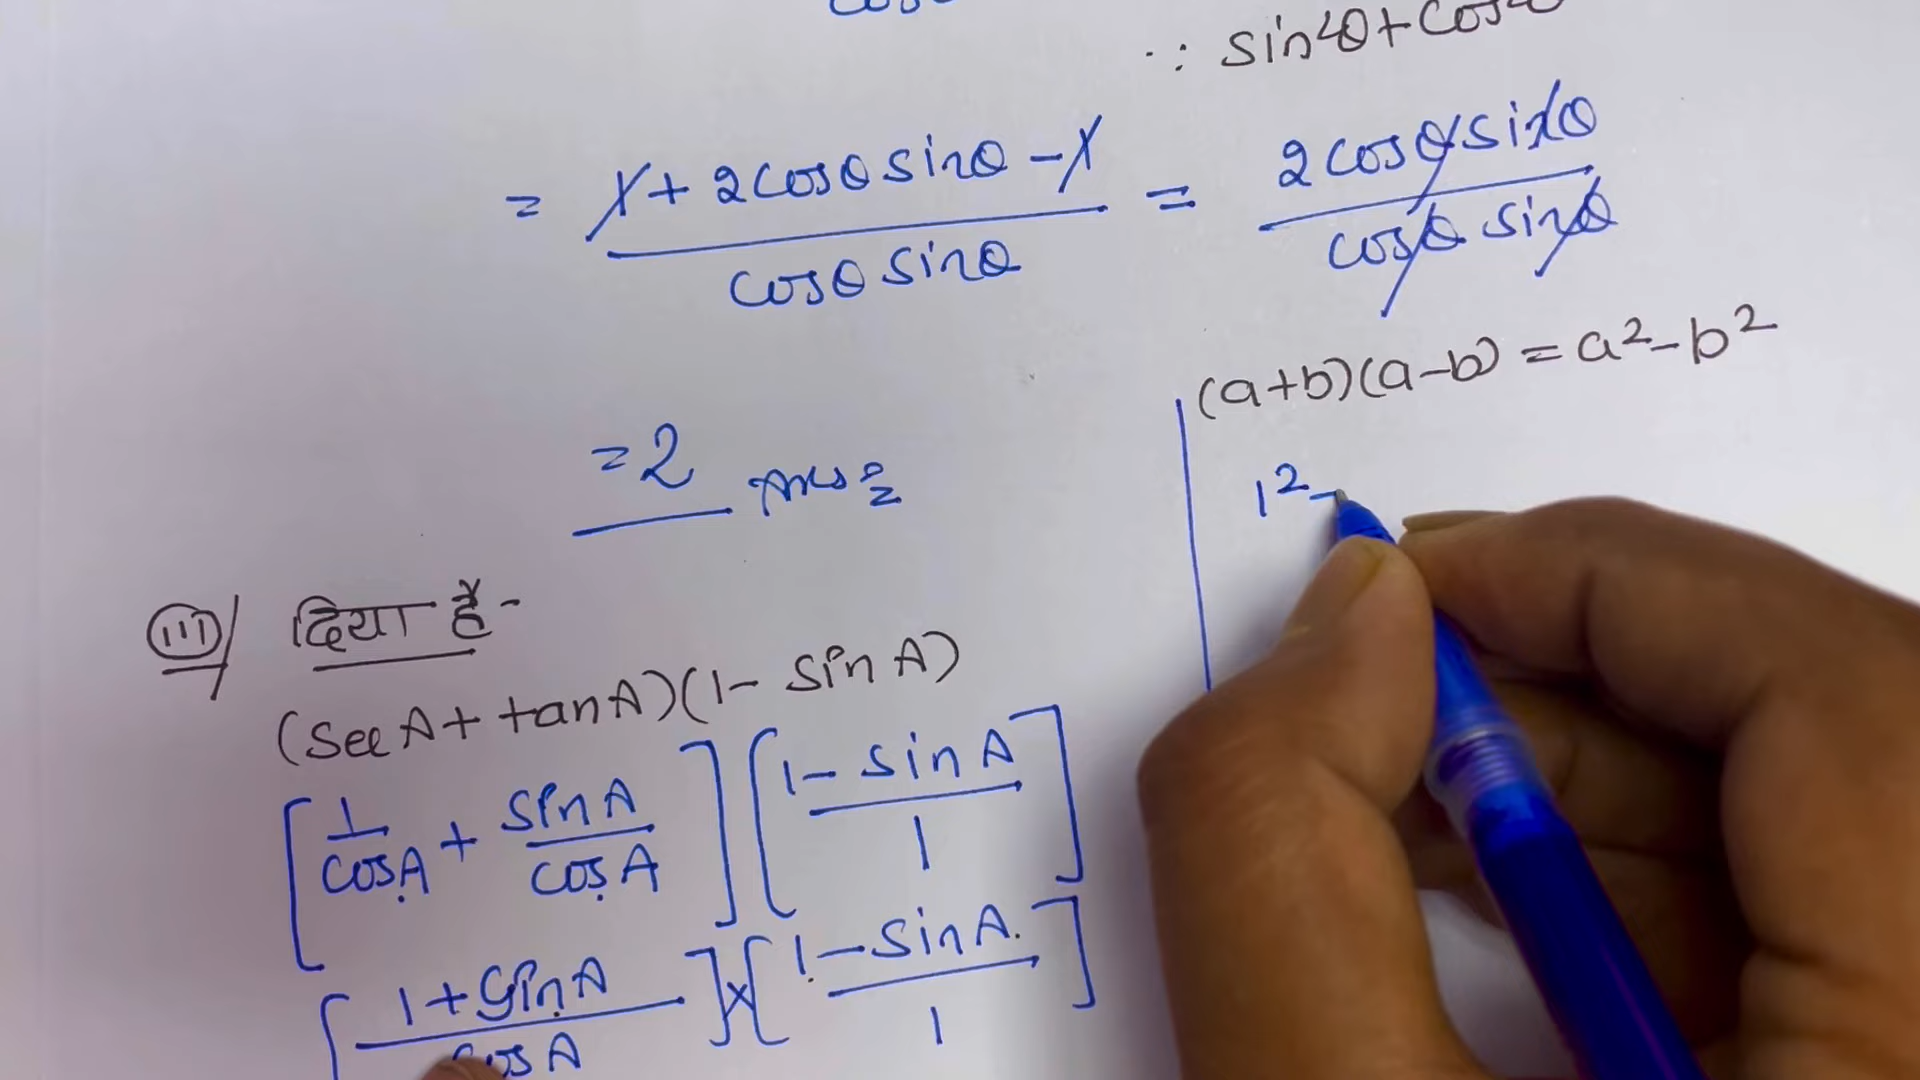 ∵ sin²θ + cos²θ
= 1 + 2cosθ sinθ - 1 / cosθ sinθ = 2cosθ sinθ / cosθ sinθ
= 2 Ans
(a+b)(a-b) = a² - b²
1² -
(iii) दिया है -
(Sec A + tan A)(1 - Sin A)
[1/cos A + Sin A/cos A] [1 - Sin A / 1]
[1 + Sin A / cos A] × [1 - Sin A / 1]